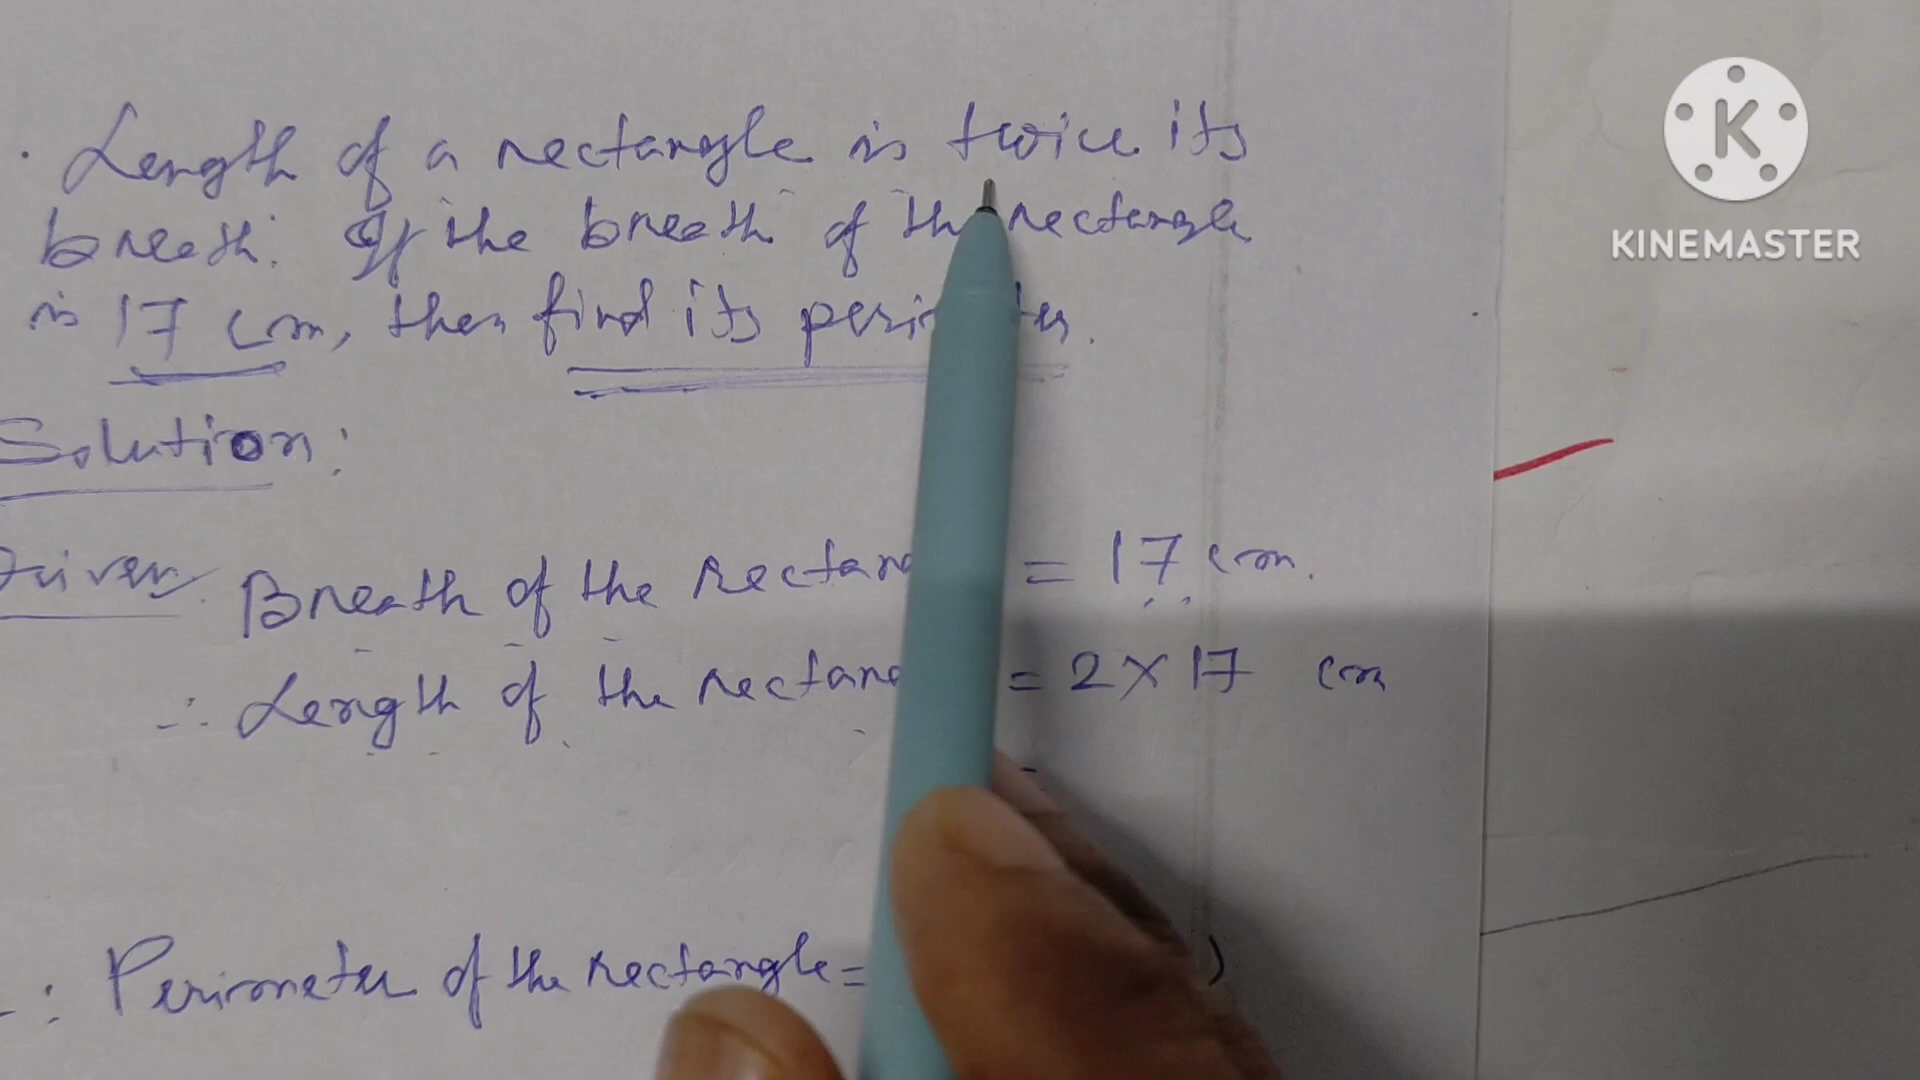 Length of a rectangle is twice its
breath. If the breath of the rectangle
is 17 cm, then find its
Solution:
Given Breath of the = 17 cm.
∴ Length of the = 2 × 17 cm
∴ Perimeter of the rectangle = )
K
KINEMASTER